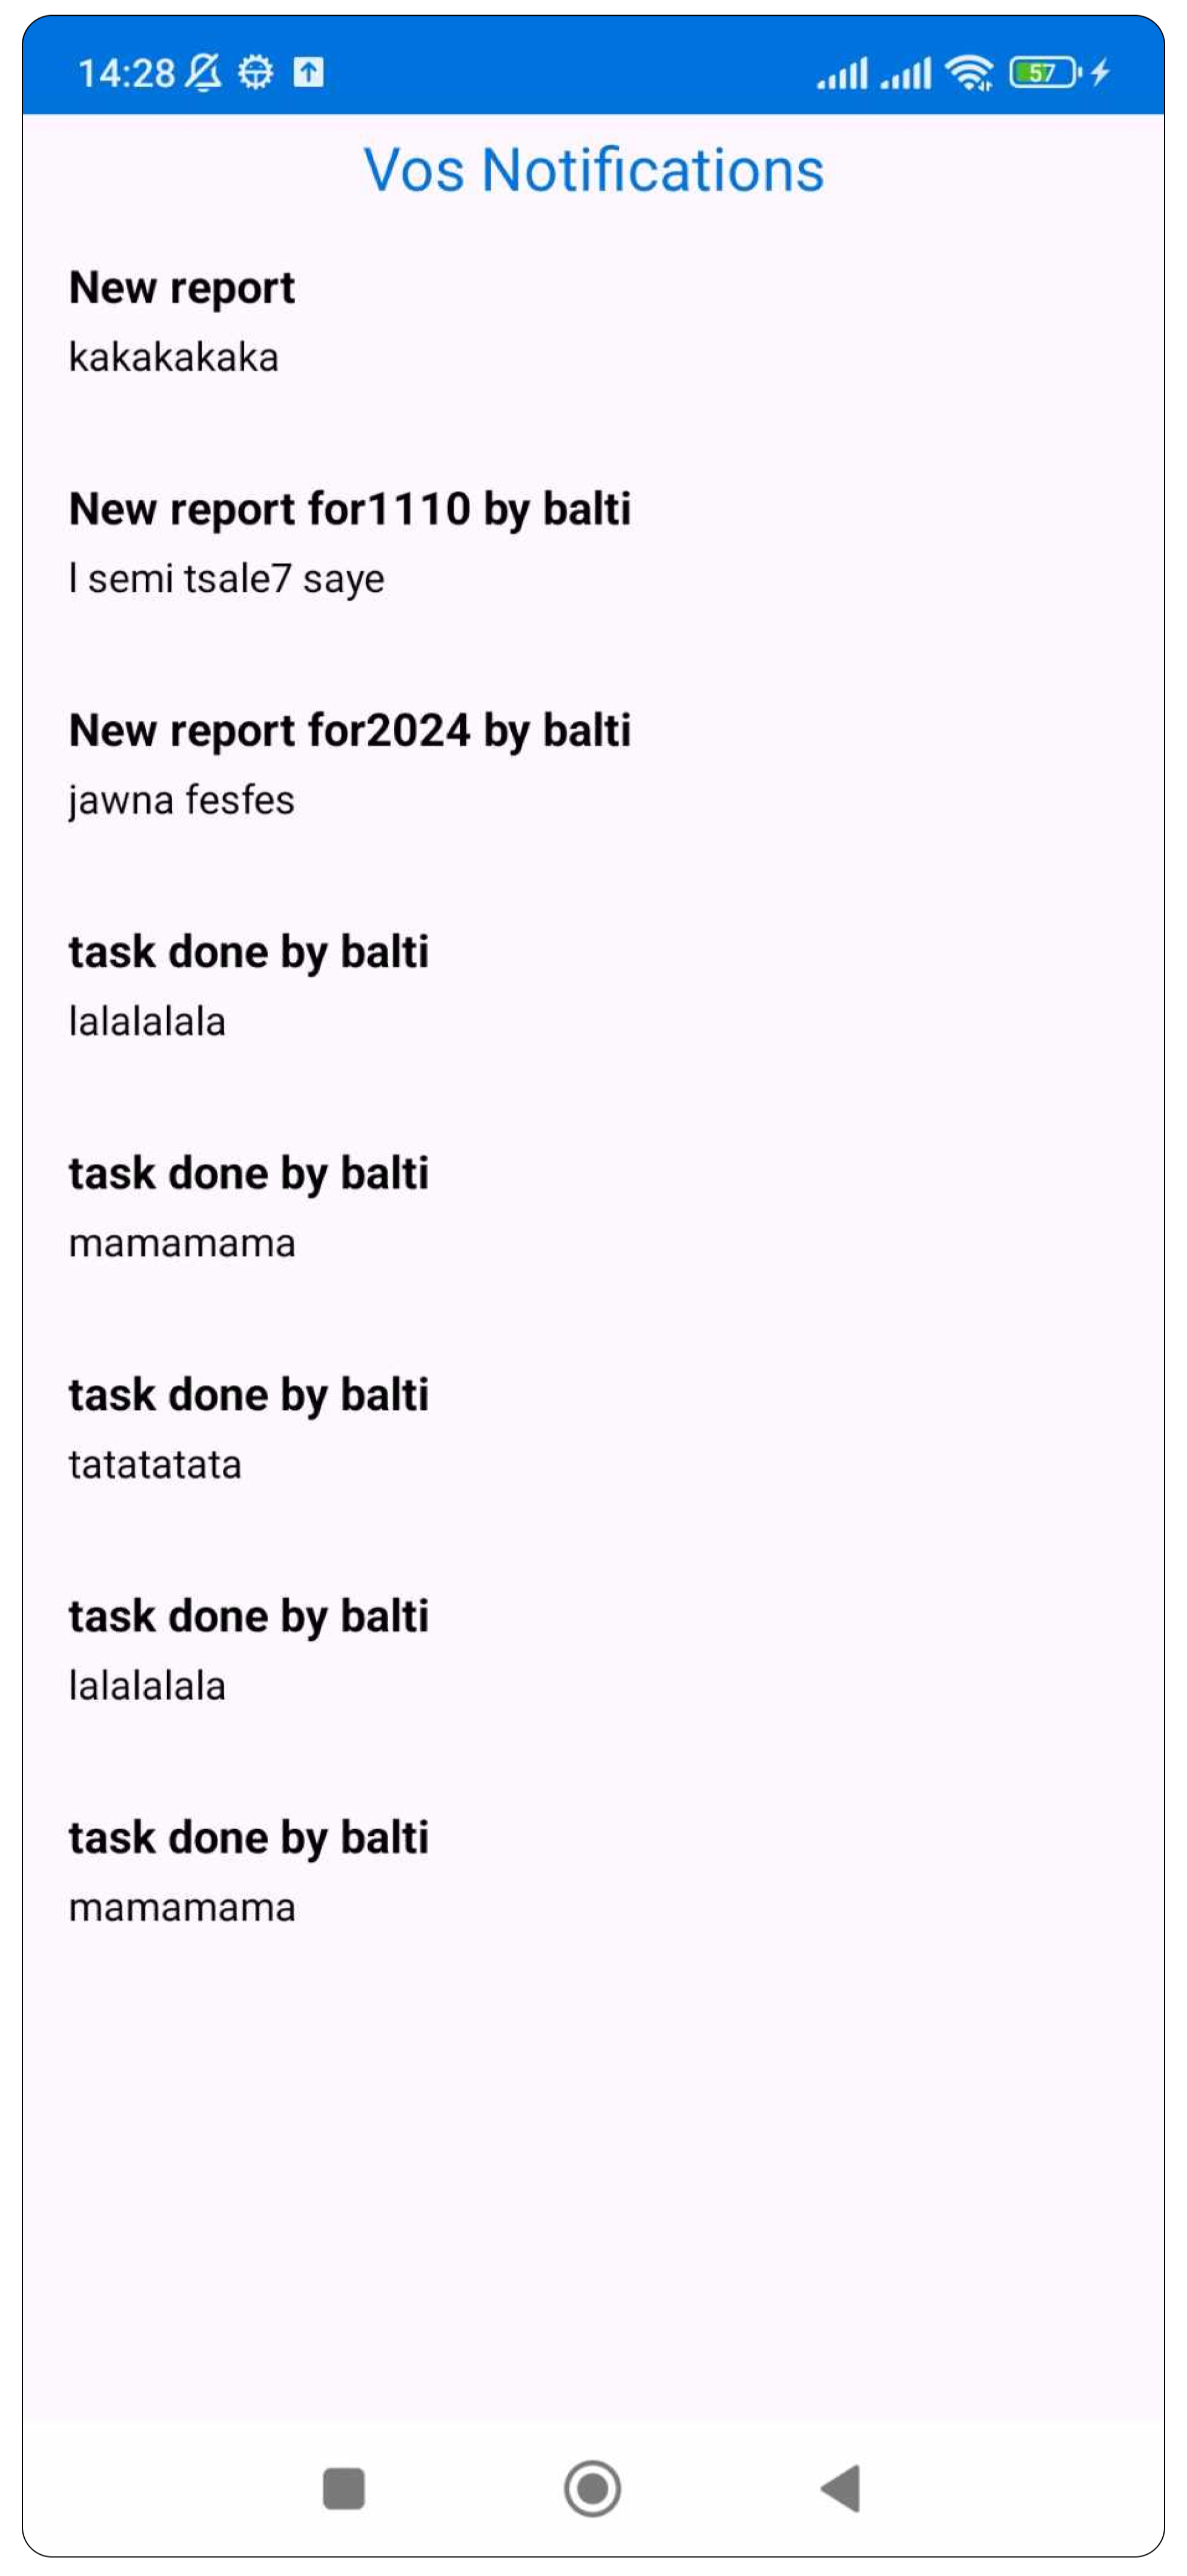 14:28
57
Vos Notifications
New report
kakakakaka
New report for1110 by balti
l semi tsale7 saye
New report for2024 by balti
jawna fesfes
task done by balti
lalalalala
task done by balti
mamamama
task done by balti
tatatatata
task done by balti
lalalalala
task done by balti
mamamama